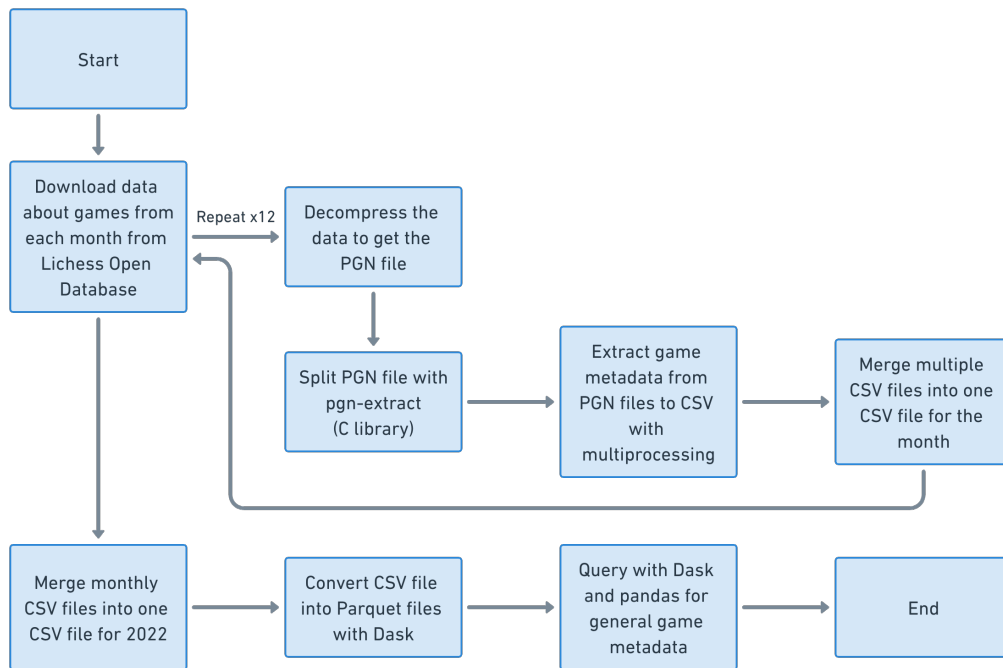 Start
Download data
about games from
each month from
Lichess Open
Database
Repeat x12
Decompress the
data to get the
PGN file
Split PGN file with
pgn-extract
(C library)
Extract game
metadata from
PGN files to CSV
with
multiprocessing
Merge multiple
CSV files into one
CSV file for the
month
Merge monthly
CSV files into one
CSV file for 2022
Convert CSV file
into Parquet files
with Dask
Query with Dask
and pandas for
general game
metadata
End